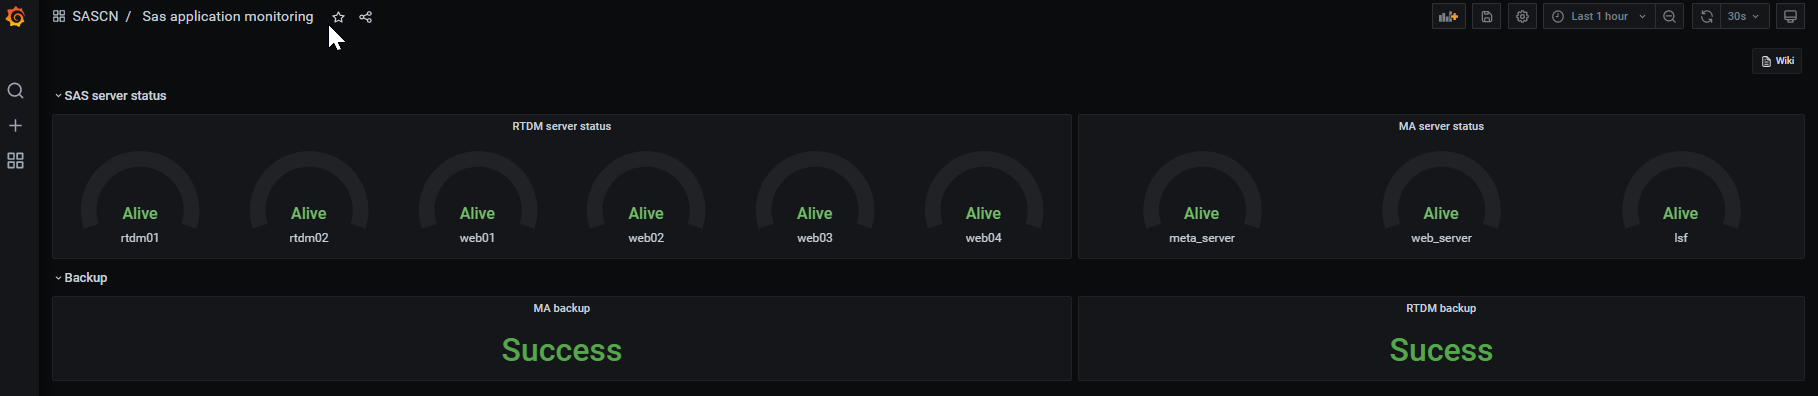 SASCN / Sas application monitoring
Last 1 hour
30s
Wiki
SAS server status
RTDM server status
Alive
rtdm01
Alive
rtdm02
Alive
web01
Alive
web02
Alive
web03
Alive
web04
MA server status
Alive
meta_server
Alive
web_server
Alive
lsf
Backup
MA backup
Success
RTDM backup
Sucess